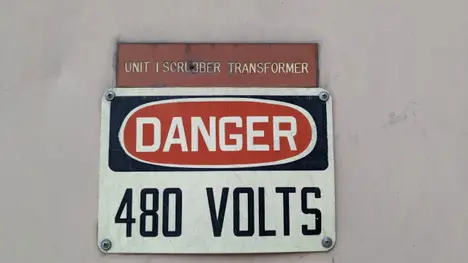 UNIT I SCRUBBER TRANSFORMER
DANGER
480 VOLTS